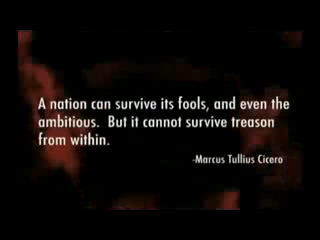 A nation can survive its fools, and even the
ambitious. But it cannot survive treason
from within.
-Marcus Tullius Cicero